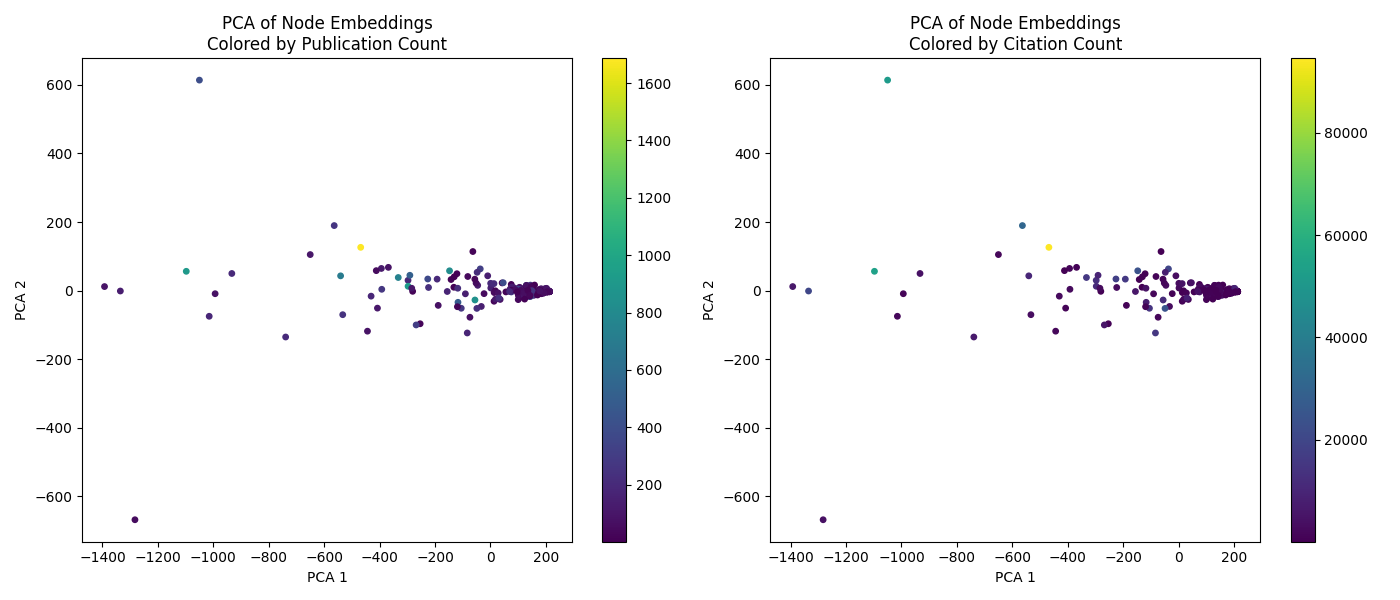 PCA of Node Embeddings
Colored by Publication Count
PCA 2
600
400
200
0
−200
−400
−600
−1400 −1200 −1000 −800 −600 −400 −200 0 200
PCA 1
1600
1400
1200
1000
800
600
400
200
PCA of Node Embeddings
Colored by Citation Count
PCA 2
600
400
200
0
−200
−400
−600
−1400 −1200 −1000 −800 −600 −400 −200 0 200
PCA 1
80000
60000
40000
20000